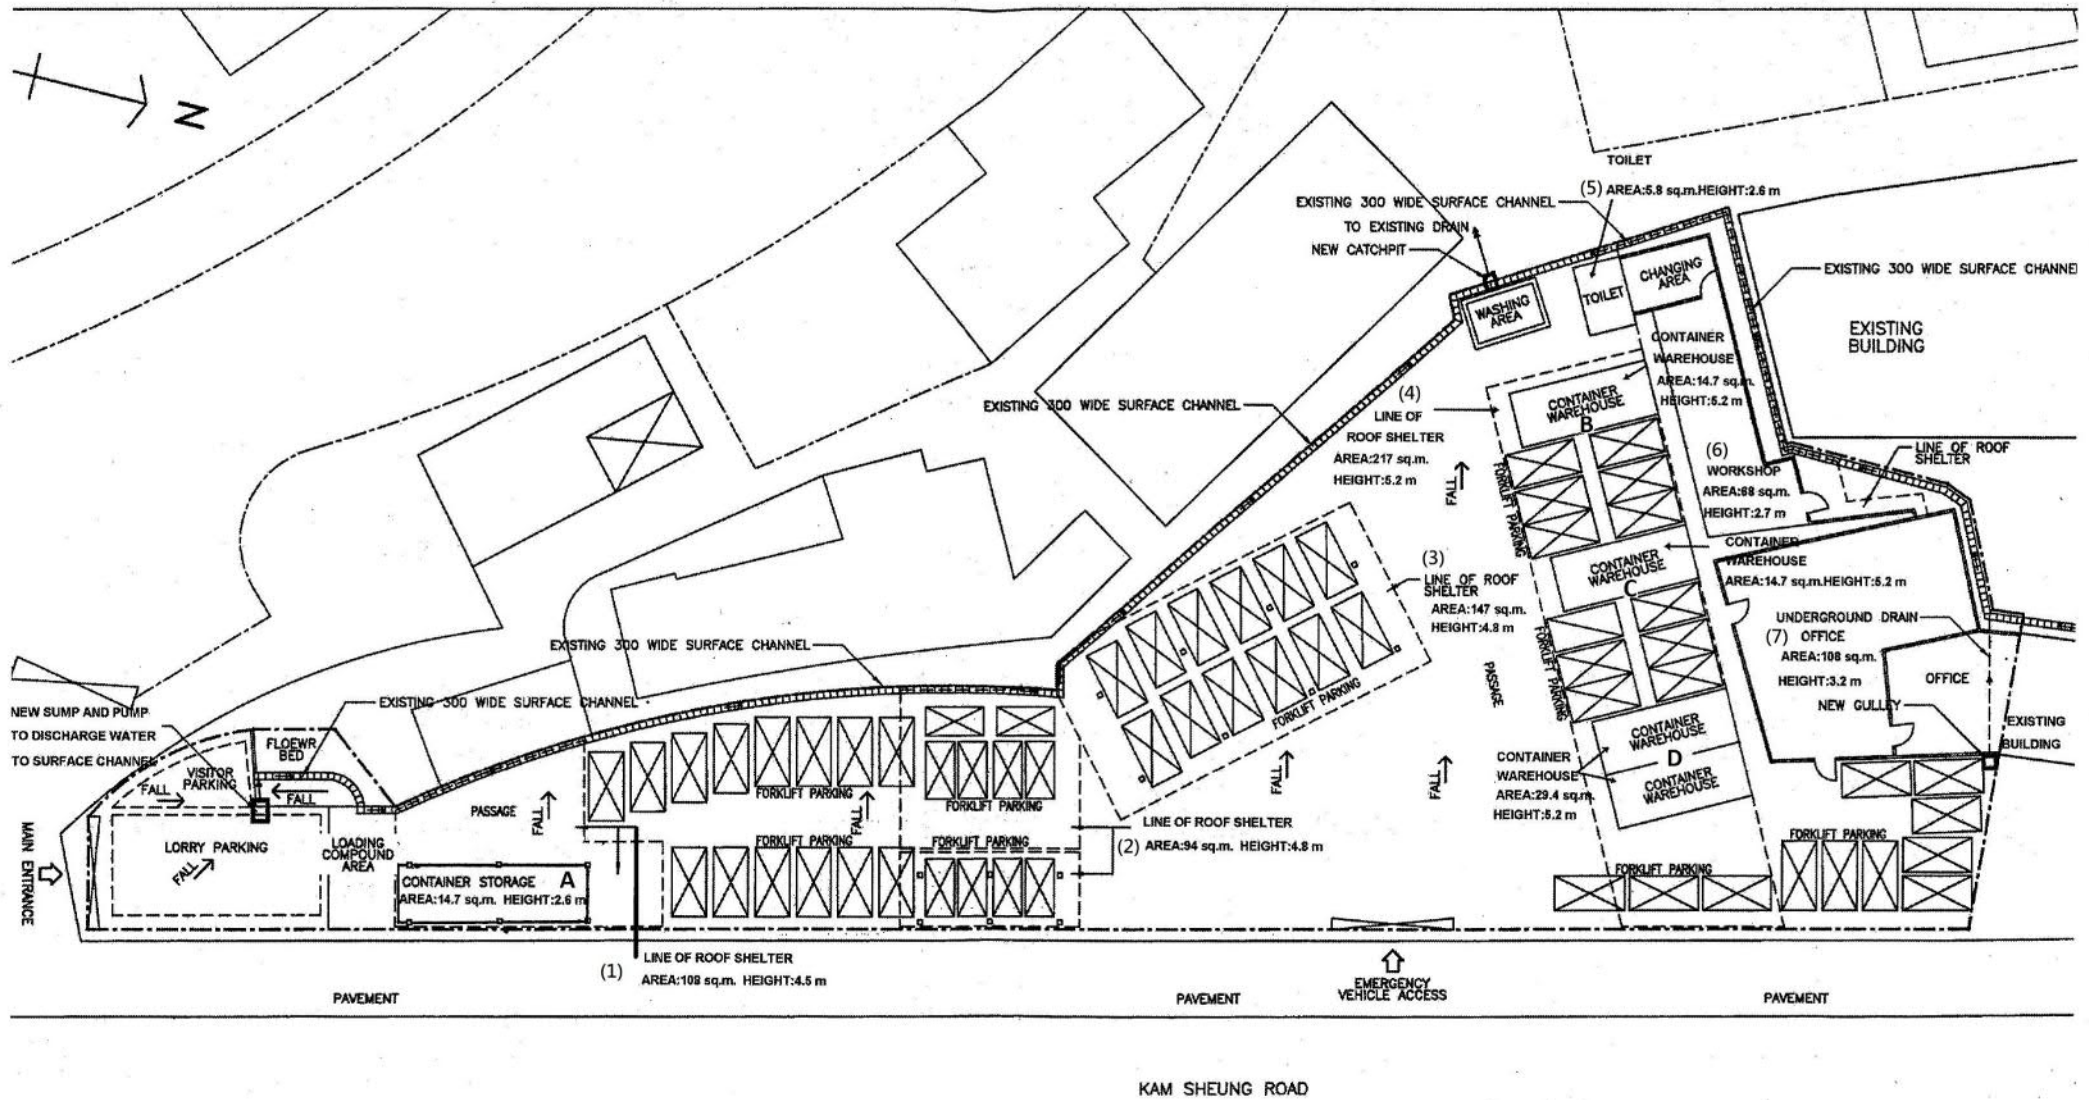 N
TOILET
(5) AREA:5.8 sq.m.HEIGHT:2.6 m
EXISTING 300 WIDE SURFACE CHANNEL
TO EXISTING DRAIN
NEW CATCHPIT
WASHING
AREA
TOILET
CHANGING
AREA
EXISTING 300 WIDE SURFACE CHANNE
EXISTING
BUILDING
CONTAINER
WAREHOUSE
AREA:14.7 sq.m.
HEIGHT:5.2 m
(4)
LINE OF
ROOF SHELTER
AREA:217 sq.m.
HEIGHT:5.2 m
EXISTING 300 WIDE SURFACE CHANNEL
CONTAINER
WAREHOUSE
B
FORKLIFT PARKING
FALL
(6)
WORKSHOP
AREA:68 sq.m.
HEIGHT:2.7 m
LINE OF ROOF
SHELTER
CONTAINER
WAREHOUSE
AREA:14.7 sq.m.HEIGHT:5.2 m
CONTAINER
WAREHOUSE
C
FORKLIFT PARKING
(3)
LINE OF ROOF
SHELTER
AREA:147 sq.m.
HEIGHT:4.8 m
FORKLIFT PARKING
PASSAGE
UNDERGROUND DRAIN
(7) OFFICE
AREA:108 sq.m.
HEIGHT:3.2 m
OFFICE
NEW GULLEY
EXISTING
BUILDING
CONTAINER
WAREHOUSE
D
CONTAINER
WAREHOUSE
CONTAINER
WAREHOUSE
AREA:29.4 sq.m.
HEIGHT:5.2 m
FALL
FALL
FORKLIFT PARKING
FORKLIFT PARKING
EXISTING 300 WIDE SURFACE CHANNEL
EXISTING 300 WIDE SURFACE CHANNEL
NEW SUMP AND PUMP
TO DISCHARGE WATER
TO SURFACE CHANNEL
FLOEWR
BED
VISITOR
PARKING
FALL
FALL
LORRY PARKING
FALL
LOADING
COMPOUND
AREA
PASSAGE
FALL
FORKLIFT PARKING
FALL
FORKLIFT PARKING
FORKLIFT PARKING
FORKLIFT PARKING
LINE OF ROOF SHELTER
(2) AREA:94 sq.m. HEIGHT:4.8 m
CONTAINER STORAGE A
AREA:14.7 sq.m. HEIGHT:2.6 m
MAIN ENTRANCE
LINE OF ROOF SHELTER
(1) AREA:108 sq.m. HEIGHT:4.5 m
EMERGENCY
VEHICLE ACCESS
PAVEMENT
PAVEMENT
PAVEMENT
KAM SHEUNG ROAD